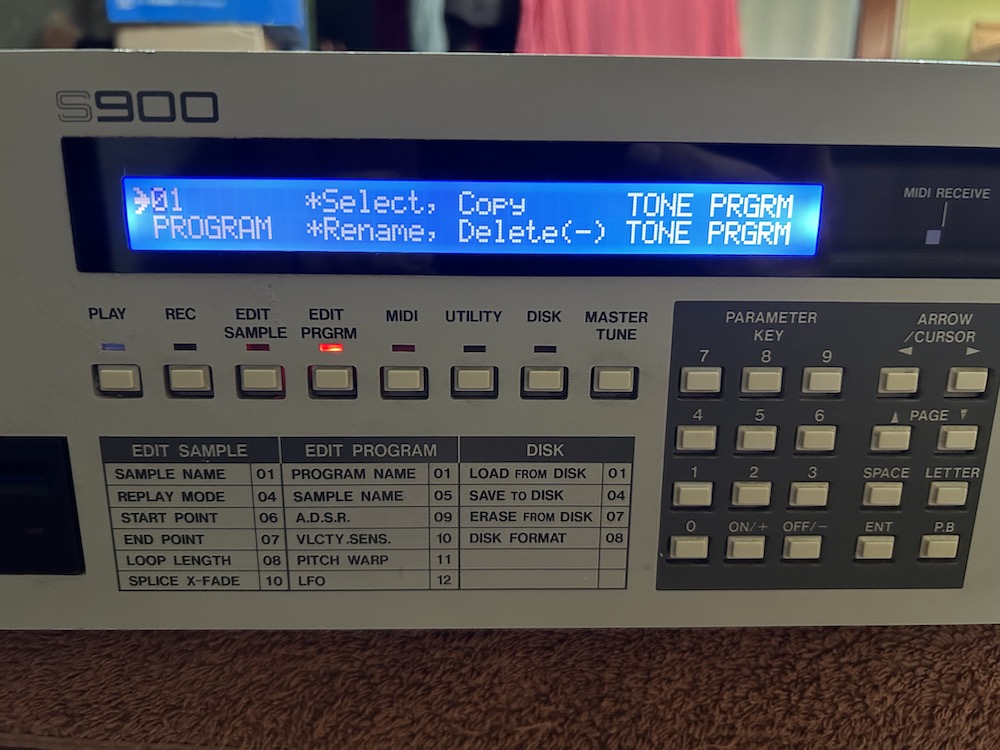 S900
01 *Select, Copy TONE PRGRM
PROGRAM *Rename, Delete(-) TONE PRGRM
MIDI RECEIVE
PLAY REC EDIT SAMPLE EDIT PRGRM MIDI UTILITY DISK MASTER TUNE
PARAMETER KEY
ARROW /CURSOR
7 8 9
4 5 6 PAGE
1 2 3 SPACE LETTER
0 ON/+ OFF/− ENT P.B
EDIT SAMPLE EDIT PROGRAM DISK
SAMPLE NAME 01 PROGRAM NAME 01 LOAD FROM DISK 01
REPLAY MODE 04 SAMPLE NAME 05 SAVE TO DISK 04
START POINT 06 A.D.S.R. 09 ERASE FROM DISK 07
END POINT 07 VLCTY.SENS. 10 DISK FORMAT 08
LOOP LENGTH 08 PITCH WARP 11
SPLICE X-FADE 10 LFO 12